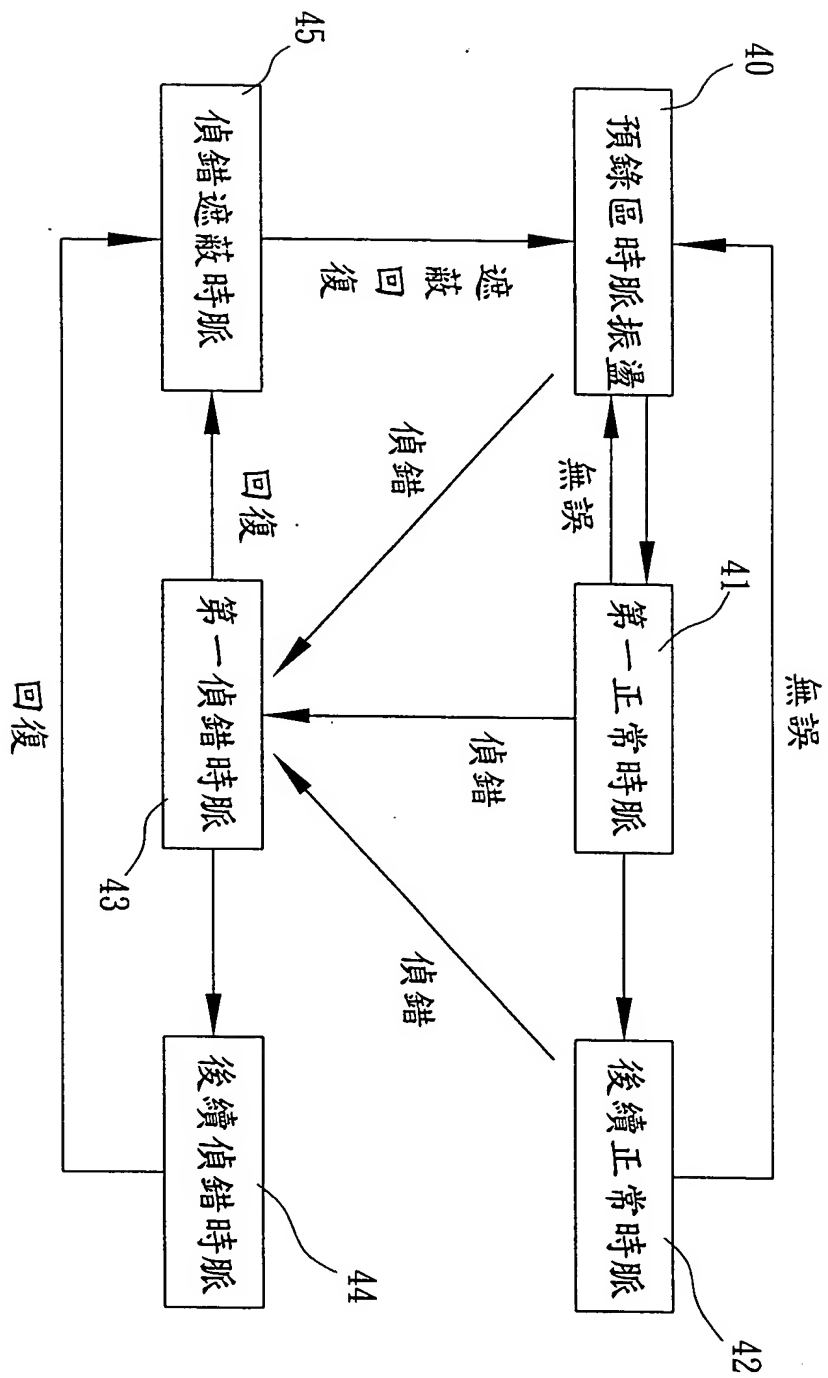 無誤
40
預錄區時脈振盪
41
第一正常時脈
42
後續正常時脈
無誤
遮蔽回復
偵錯
偵錯
偵錯
45
偵錯遮蔽時脈
回復
第一偵錯時脈
43
後續偵錯時脈
44
回復